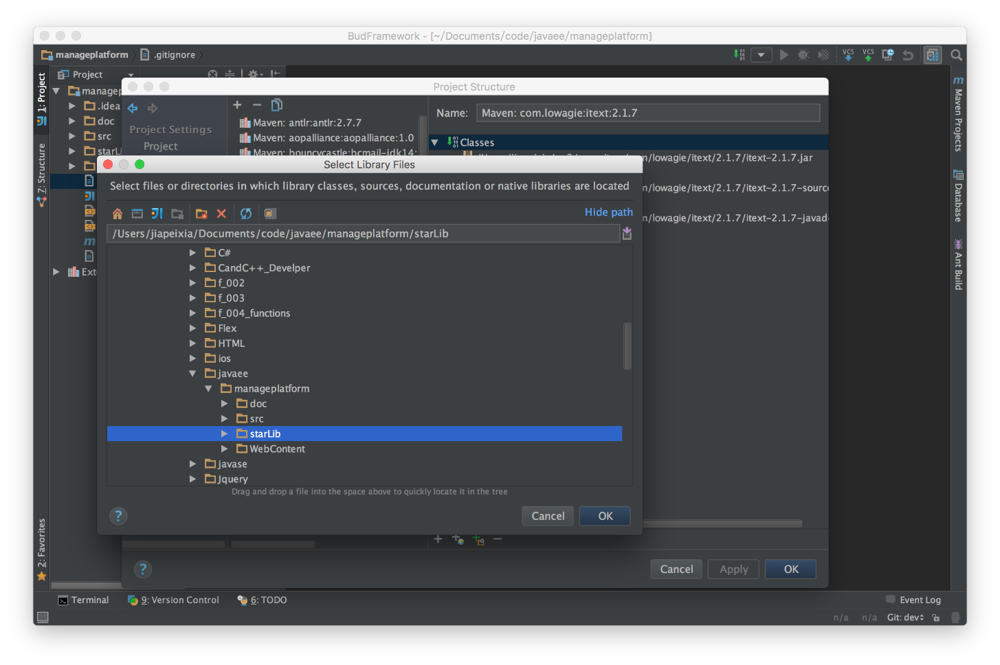 BudFramework - [~/Documents/code/javaee/manageplatform]
manageplatform
.gitignore
VCS
VCS
1: Project
Z: Structure
2: Favorites
Project
manage
.idea
doc
src
starLi
Exte
Project Structure
Project Settings
Project
Maven: antlr:antlr:2.7.7
Maven: aopalliance:aopalliance:1.0
Maven: bouncycastle:bcmail-jdk14:
Name:
Maven: com.lowagie:itext:2.1.7
Classes
m/lowagie/itext/2.1.7/itext-2.1.7.jar
m/lowagie/itext/2.1.7/itext-2.1.7-source
m/lowagie/itext/2.1.7/itext-2.1.7-javado
Select Library Files
Select files or directories in which library classes, sources, documentation or native libraries are located
Hide path
/Users/jiapeixia/Documents/code/javaee/manageplatform/starLib
C#
CandC++_Develper
f_002
f_003
f_004_functions
Flex
HTML
ios
javaee
manageplatform
doc
src
starLib
WebContent
javase
Jquery
Drag and drop a file into the space above to quickly locate it in the tree
?
Cancel
OK
?
Cancel
Apply
OK
m
Maven Projects
Database
Ant Build
Terminal
9: Version Control
6: TODO
Event Log
n/a
n/a
Git: dev